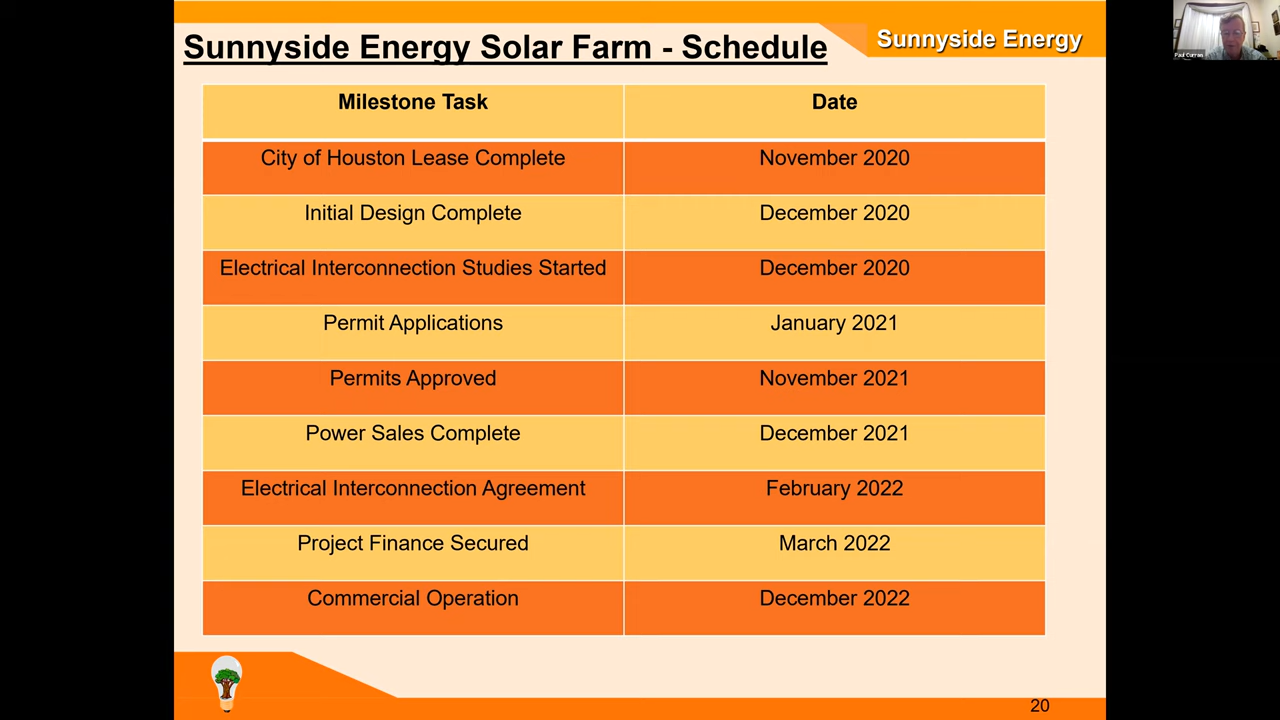 Sunnyside Energy Solar Farm - Schedule
Sunnyside Energy
Milestone Task Date
City of Houston Lease Complete November 2020
Initial Design Complete December 2020
Electrical Interconnection Studies Started December 2020
Permit Applications January 2021
Permits Approved November 2021
Power Sales Complete December 2021
Electrical Interconnection Agreement February 2022
Project Finance Secured March 2022
Commercial Operation December 2022
20
Paul Curran